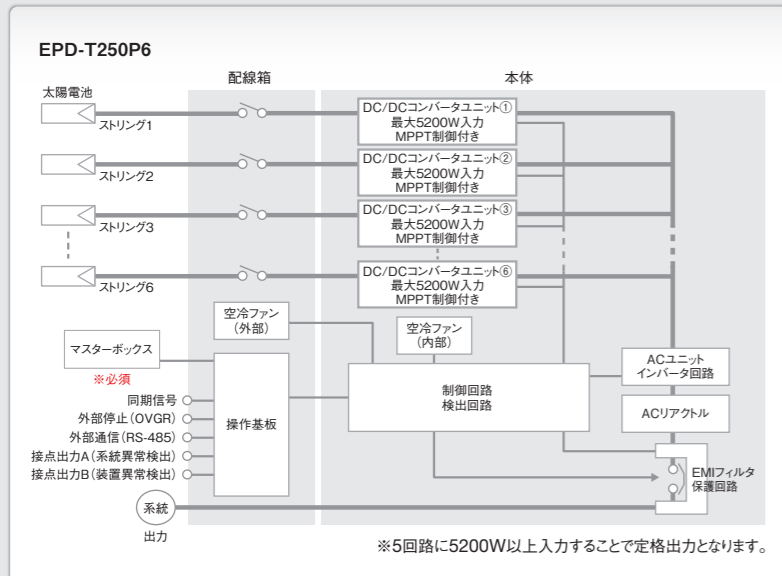 EPD-T250P6
配線箱
本体
太陽電池
ストリング1
DC/DCコンバータユニット①
最大5200W入力
MPPT制御付き
ストリング2
DC/DCコンバータユニット②
最大5200W入力
MPPT制御付き
ストリング3
DC/DCコンバータユニット③
最大5200W入力
MPPT制御付き
ストリング6
DC/DCコンバータユニット⑥
最大5200W入力
MPPT制御付き
空冷ファン
(外部)
空冷ファン
(内部)
マスターボックス
※必須
操作基板
制御回路
検出回路
ACユニット
インバータ回路
ACリアクトル
同期信号
外部停止(OVGR)
外部通信(RS-485)
接点出力A(系統異常検出)
接点出力B(装置異常検出)
EMIフィルタ
保護回路
系統
出力
※5回路に5200W以上入力することで定格出力となります。